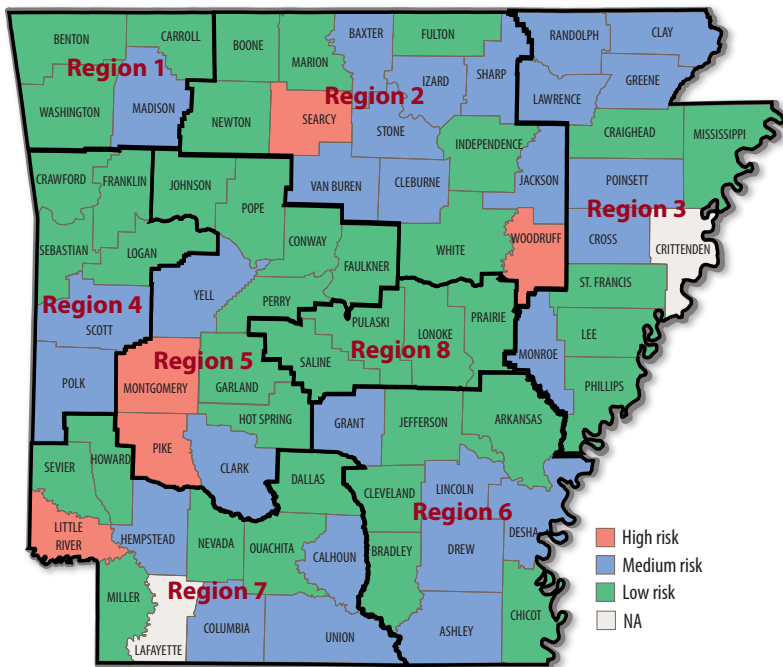 BENTON
CARROLL
BOONE
MARION
BAXTER
FULTON
RANDOLPH
CLAY
Region 1
Region 2
IZARD
SHARP
GREENE
LAWRENCE
WASHINGTON
MADISON
NEWTON
SEARCY
STONE
INDEPENDENCE
CRAIGHEAD
MISSISSIPPI
CRAWFORD
FRANKLIN
JOHNSON
POPE
VAN BUREN
CLEBURNE
JACKSON
POINSETT
Region 3
SEBASTIAN
LOGAN
CONWAY
FAULKNER
WHITE
WOODRUFF
CROSS
CRITTENDEN
Region 4
SCOTT
YELL
PERRY
PULASKI
LONOKE
PRAIRIE
ST. FRANCIS
LEE
MONROE
PHILLIPS
Region 5
SALINE
Region 8
POLK
MONTGOMERY
GARLAND
HOT SPRING
GRANT
JEFFERSON
ARKANSAS
PIKE
CLARK
SEVIER
HOWARD
DALLAS
CLEVELAND
LINCOLN
DESHA
Region 6
LITTLE
RIVER
HEMPSTEAD
NEVADA
OUACHITA
CALHOUN
BRADLEY
DREW
Region 7
MILLER
LAFAYETTE
COLUMBIA
UNION
ASHLEY
CHICOT
High risk
Medium risk
Low risk
NA